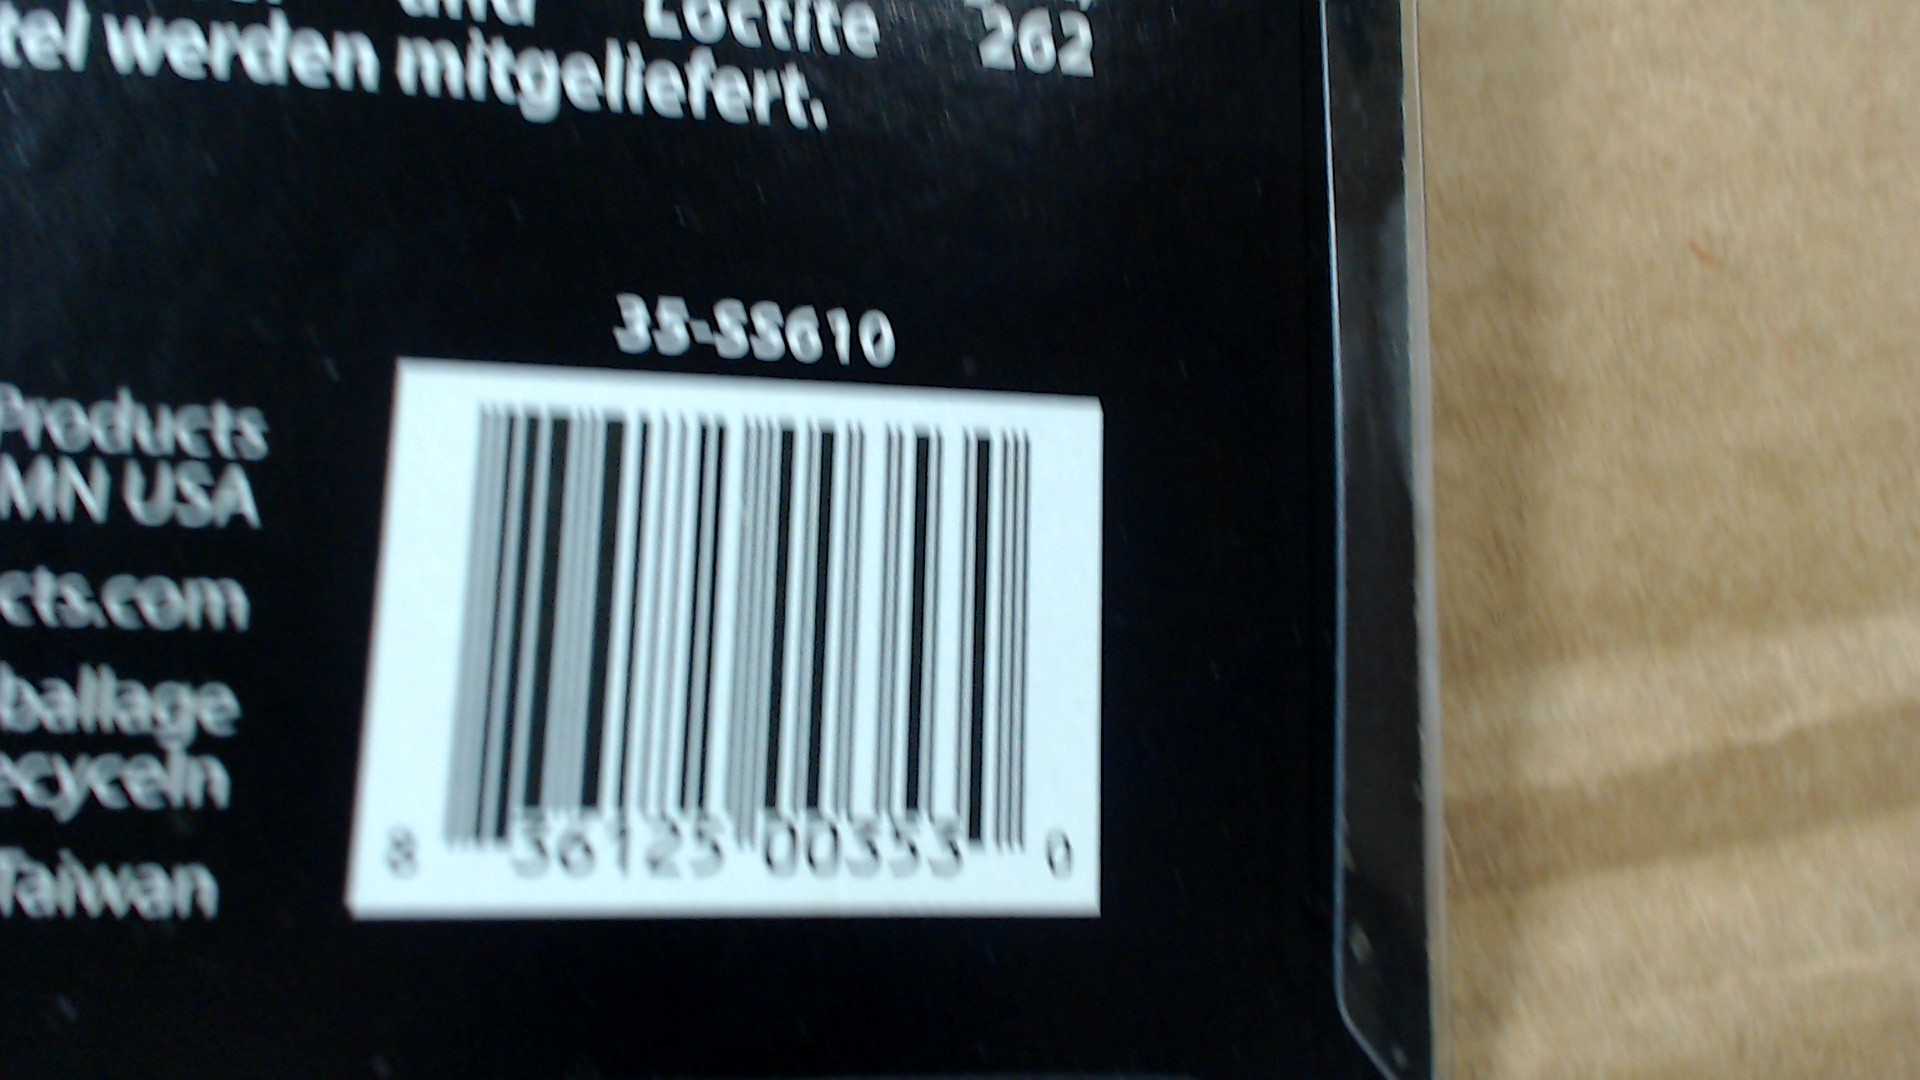 und Loctite 262
tel werden mitgeliefert.
35-SS610
Products
MN USA
cts.com
ballage
ecyceln
Taiwan
8 36125 00353 0